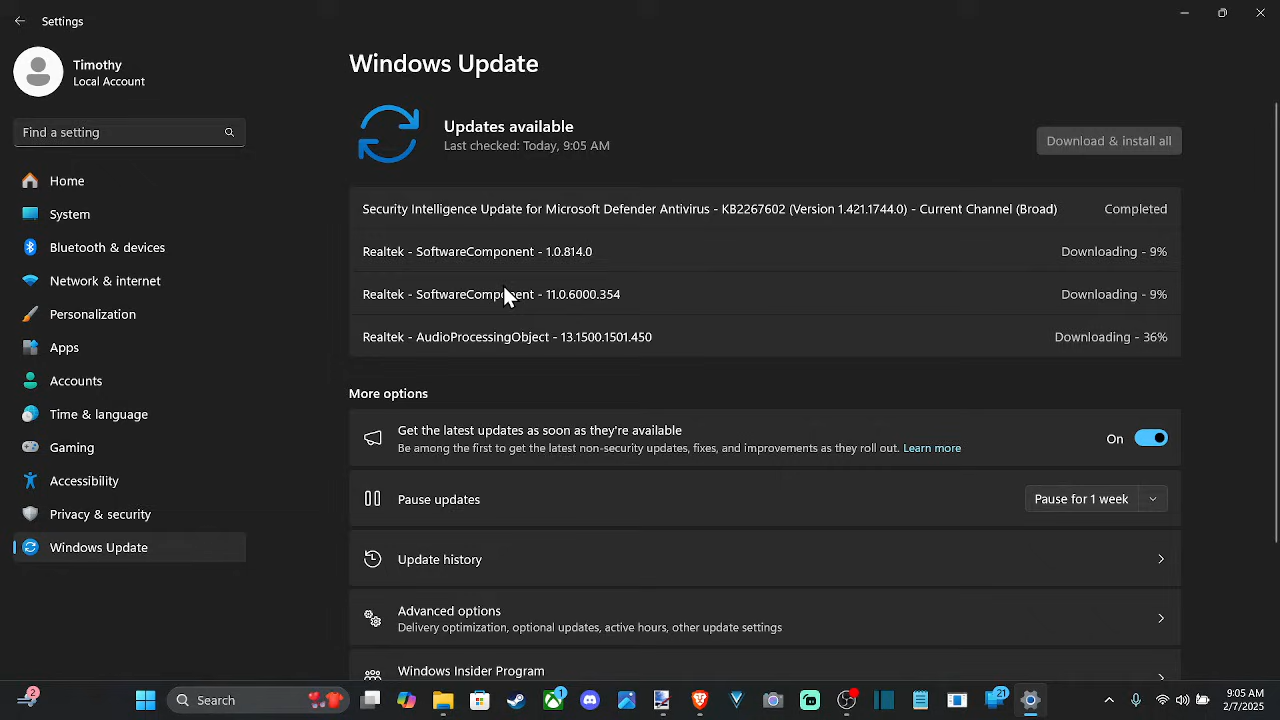 Settings
Timothy
Local Account
Find a setting
Home
System
Bluetooth & devices
Network & internet
Personalization
Apps
Accounts
Time & language
Gaming
Accessibility
Privacy & security
Windows Update
Windows Update
Updates available
Last checked: Today, 9:05 AM
Download & install all
Security Intelligence Update for Microsoft Defender Antivirus - KB2267602 (Version 1.421.1744.0) - Current Channel (Broad) Completed
Realtek - SoftwareComponent - 1.0.814.0 Downloading - 9%
Realtek - SoftwareComponent - 11.0.6000.354 Downloading - 9%
Realtek - AudioProcessingObject - 13.1500.1501.450 Downloading - 36%
More options
Get the latest updates as soon as they're available
Be among the first to get the latest non-security updates, fixes, and improvements as they roll out. Learn more
On
Pause updates Pause for 1 week
Update history
Advanced options
Delivery optimization, optional updates, active hours, other update settings
Windows Insider Program
2
Search
1
21
9:05 AM
2/7/2025